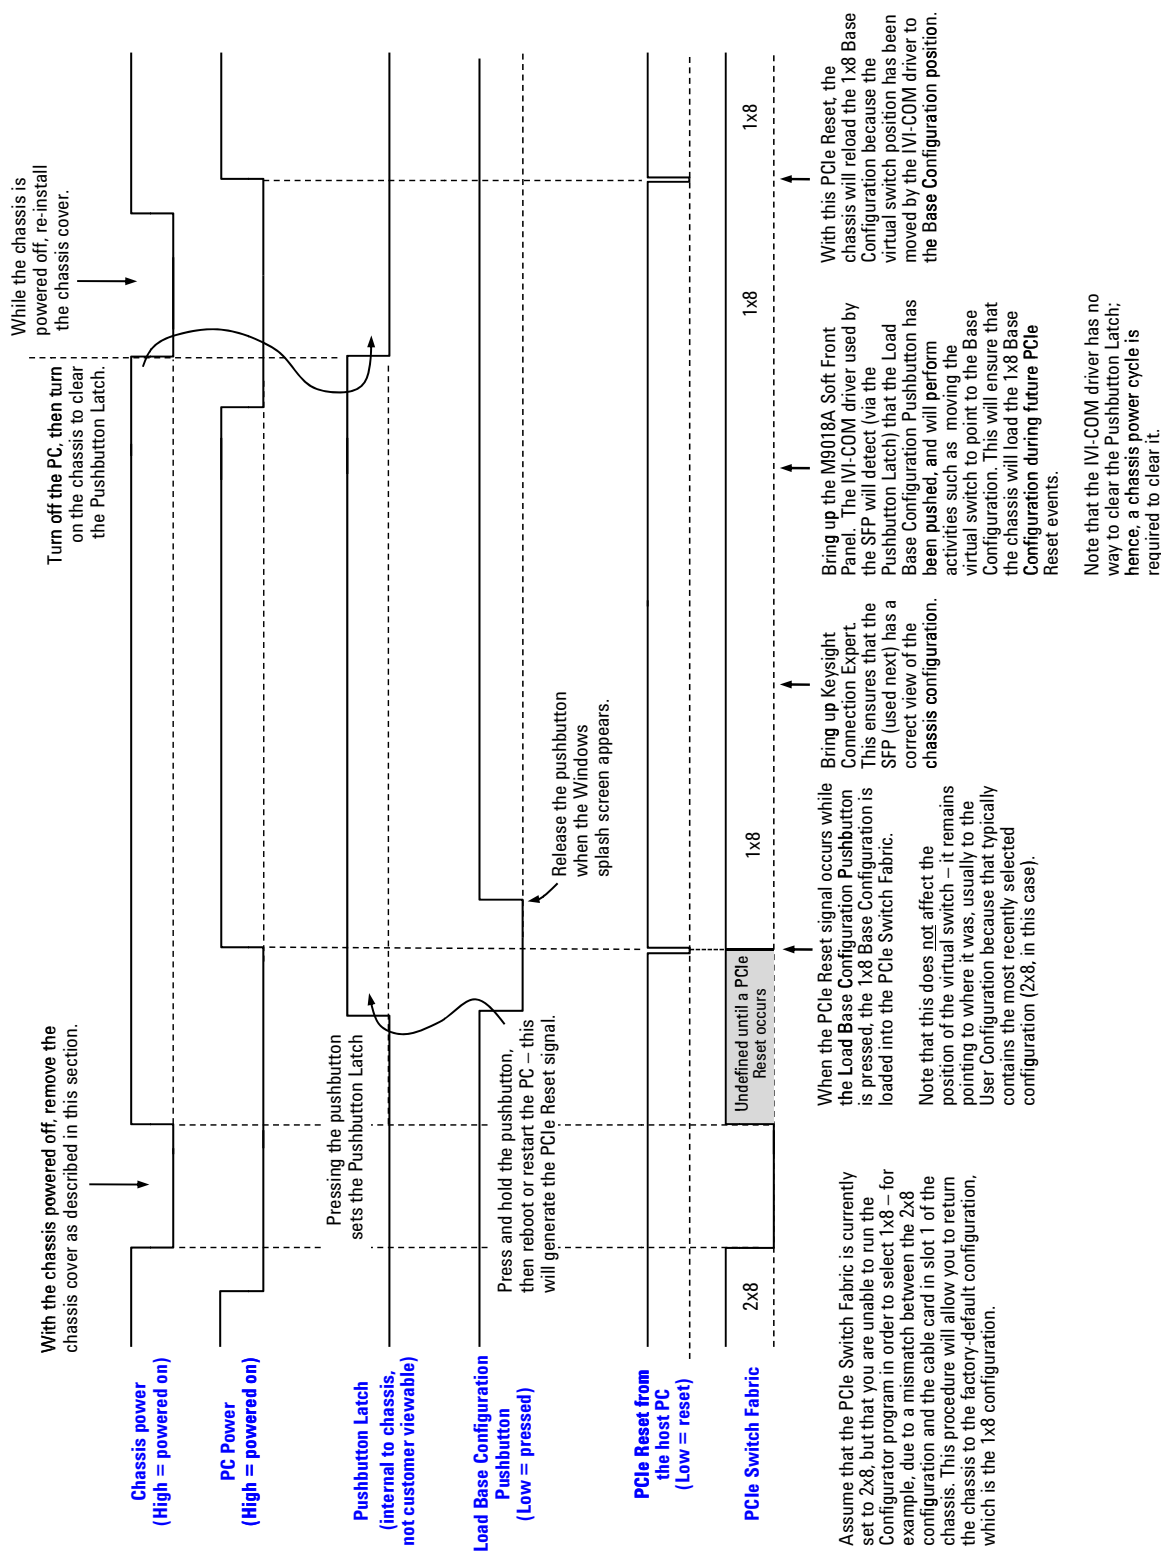 With the chassis powered off, remove the
chassis cover as described in this section.
Turn off the PC, then turn
on the chassis to clear
the Pushbutton Latch.
While the chassis is
powered off, re-install
the chassis cover.
Chassis power
(High = powered on)
PC Power
(High = powered on)
Pushbutton Latch
(internal to chassis,
not customer viewable)
Pressing the pushbutton
sets the Pushbutton Latch
Load Base Configuration
Pushbutton
(Low = pressed)
Press and hold the pushbutton,
then reboot or restart the PC – this
will generate the PCIe Reset signal.
Release the pushbutton
when the Windows
splash screen appears.
PCIe Reset from
the host PC
(Low = reset)
PCIe Switch Fabric
2x8
Undefined until a PCIe
Reset occurs
1x8
1x8
1x8
Assume that the PCIe Switch Fabric is currently
set to 2x8, but that you are unable to run the
Configurator program in order to select 1x8 – for
example, due to a mismatch between the 2x8
configuration and the cable card in slot 1 of the
chassis. This procedure will allow you to return
the chassis to the factory-default configuration,
which is the 1x8 configuration.
When the PCIe Reset signal occurs while
the Load Base Configuration Pushbutton
is pressed, the 1x8 Base Configuration is
loaded into the PCIe Switch Fabric.
Note that this does not affect the
position of the virtual switch – it remains
pointing to where it was, usually to the
User Configuration because that typically
contains the most recently selected
configuration (2x8, in this case).
Bring up Keysight
Connection Expert.
This ensures that the
SFP (used next) has a
correct view of the
chassis configuration.
Bring up the M9018A Soft Front
Panel. The IVI-COM driver used by
the SFP will detect (via the
Pushbutton Latch) that the Load
Base Configuration Pushbutton has
been pushed, and will perform
activities such as moving the
virtual switch to point to the Base
Configuration. This will ensure that
the chassis will load the 1x8 Base
Configuration during future PCIe
Reset events.
Note that the IVI-COM driver has no
way to clear the Pushbutton Latch;
hence, a chassis power cycle is
required to clear it.
With this PCIe Reset, the
chassis will reload the 1x8 Base
Configuration because the
virtual switch position has been
moved by the IVI-COM driver to
the Base Configuration position.